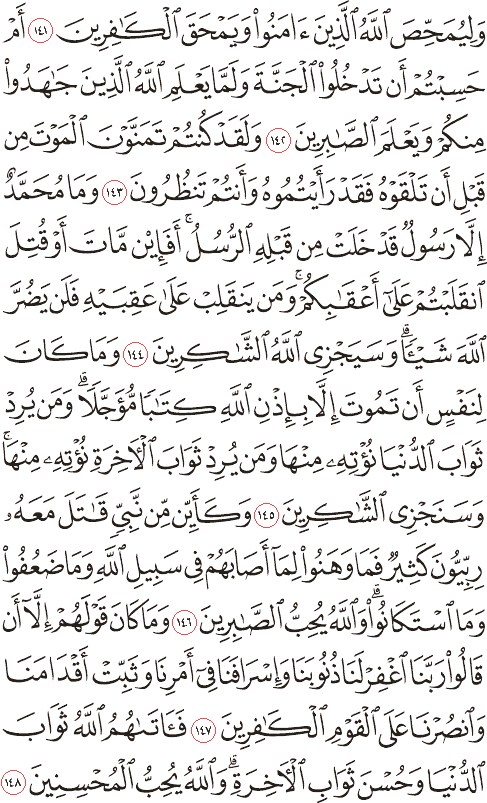 وَلِيُمَحِّصَ ٱللَّهُ ٱلَّذِينَ ءَامَنُوا۟ وَيَمْحَقَ ٱلْكَـٰفِرِينَ ١٤١ أَمْ
حَسِبْتُمْ أَن تَدْخُلُوا۟ ٱلْجَنَّةَ وَلَمَّا يَعْلَمِ ٱللَّهُ ٱلَّذِينَ جَـٰهَدُوا۟
مِنكُمْ وَيَعْلَمَ ٱلصَّـٰبِرِينَ ١٤٢ وَلَقَدْ كُنتُمْ تَمَنَّوْنَ ٱلْمَوْتَ مِن
قَبْلِ أَن تَلْقَوْهُ فَقَدْ رَأَيْتُمُوهُ وَأَنتُمْ تَنظُرُونَ ١٤٣ وَمَا مُحَمَّدٌ
إِلَّا رَسُولٌ قَدْ خَلَتْ مِن قَبْلِهِ ٱلرُّسُلُ ۚ أَفَإِي۟ن مَّاتَ أَوْ قُتِلَ
ٱنقَلَبْتُمْ عَلَىٰٓ أَعْقَـٰبِكُمْ ۚ وَمَن يَنقَلِبْ عَلَىٰ عَقِبَيْهِ فَلَن يَضُرَّ
ٱللَّهَ شَيْـًٔا ۗ وَسَيَجْزِى ٱللَّهُ ٱلشَّـٰكِرِينَ ١٤٤ وَمَا كَانَ
لِنَفْسٍ أَن تَمُوتَ إِلَّا بِإِذْنِ ٱللَّهِ كِتَـٰبًا مُّؤَجَّلًا ۗ وَمَن يُرِدْ
ثَوَابَ ٱلدُّنْيَا نُؤْتِهِۦ مِنْهَا وَمَن يُرِدْ ثَوَابَ ٱلْـَٔاخِرَةِ نُؤْتِهِۦ مِنْهَا ۚ
وَسَنَجْزِى ٱلشَّـٰكِرِينَ ١٤٥ وَكَأَيِّن مِّن نَّبِىٍّ قَـٰتَلَ مَعَهُۥ
رِبِّيُّونَ كَثِيرٌ فَمَا وَهَنُوا۟ لِمَآ أَصَابَهُمْ فِى سَبِيلِ ٱللَّهِ وَمَا ضَعُفُوا۟
وَمَا ٱسْتَكَانُوا۟ ۗ وَٱللَّهُ يُحِبُّ ٱلصَّـٰبِرِينَ ١٤٦ وَمَا كَانَ قَوْلَهُمْ إِلَّآ أَن
قَالُوا۟ رَبَّنَا ٱغْفِرْ لَنَا ذُنُوبَنَا وَإِسْرَافَنَا فِىٓ أَمْرِنَا وَثَبِّتْ أَقْدَامَنَا
وَٱنصُرْنَا عَلَى ٱلْقَوْمِ ٱلْكَـٰفِرِينَ ١٤٧ فَـَٔاتَىٰهُمُ ٱللَّهُ ثَوَابَ
ٱلدُّنْيَا وَحُسْنَ ثَوَابِ ٱلْـَٔاخِرَةِ ۗ وَٱللَّهُ يُحِبُّ ٱلْمُحْسِنِينَ ١٤٨